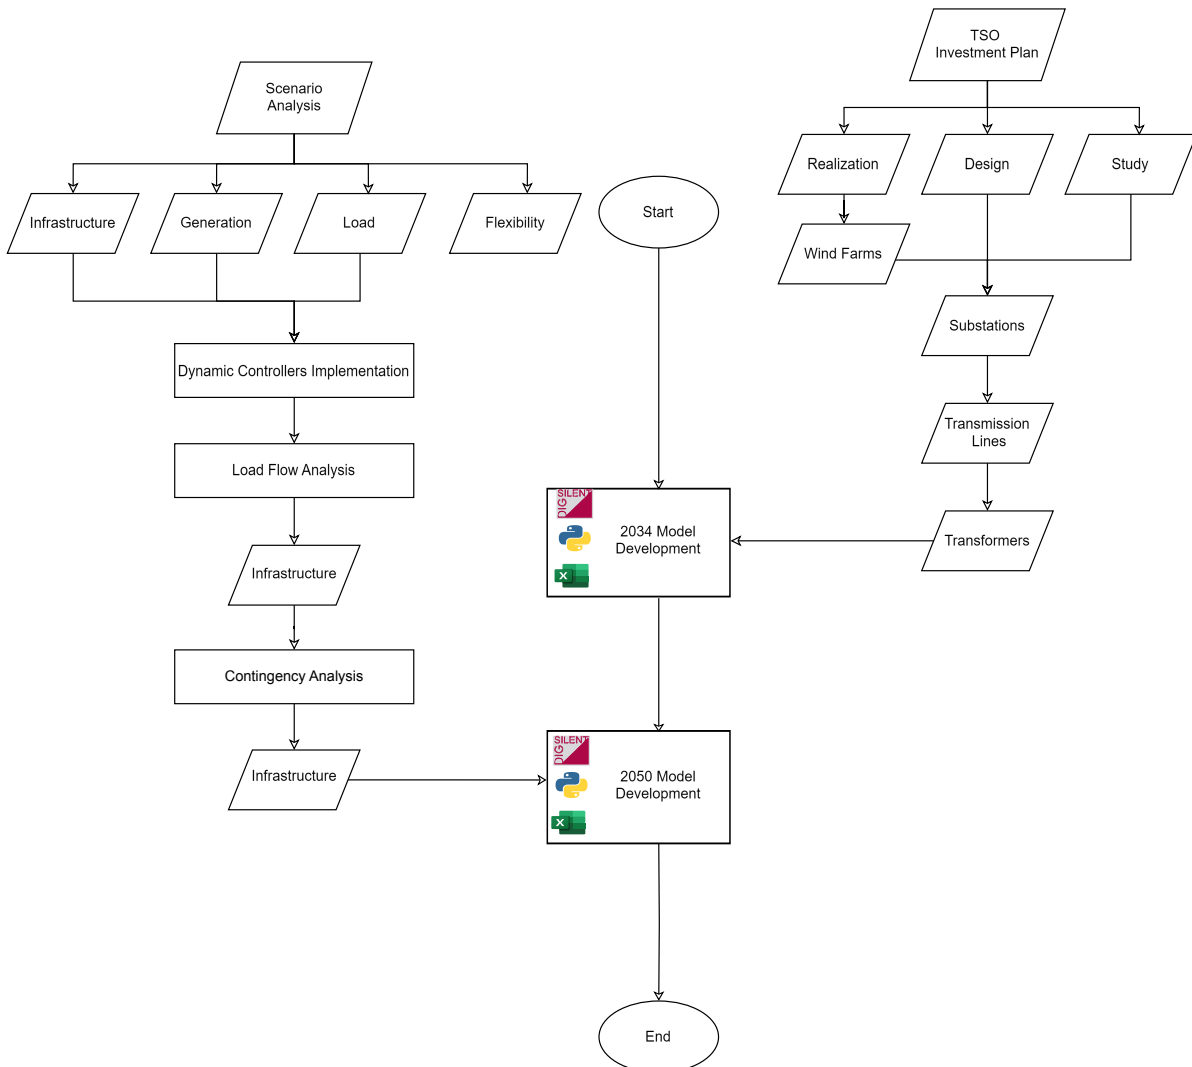 TSO
Investment Plan
Scenario
Analysis
Realization
Design
Study
Infrastructure
Generation
Load
Flexibility
Start
Wind Farms
Substations
Dynamic Controllers Implementation
Transmission
Lines
Load Flow Analysis
DIG
SILENT
2034 Model
Development
X
Transformers
Infrastructure
Contingency Analysis
DIG
SILENT
2050 Model
Development
X
Infrastructure
End